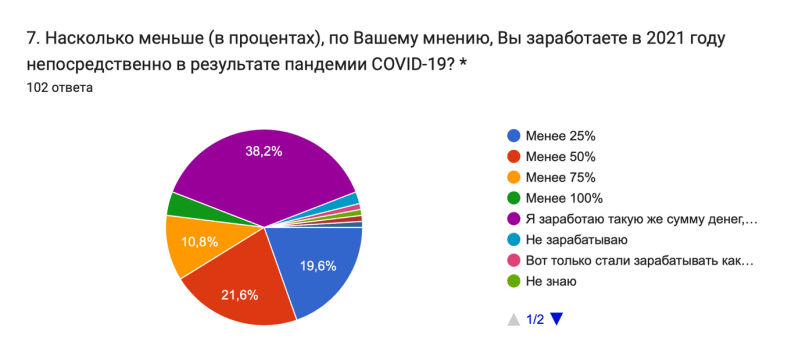 7. Насколько меньше (в процентах), по Вашему мнению, Вы заработаете в 2021 году
непосредственно в результате пандемии COVID-19? *
102 ответа
38,2%
10,8%
21,6%
19,6%
Менее 25%
Менее 50%
Менее 75%
Менее 100%
Я заработаю такую же сумму денег,...
Не зарабатываю
Вот только стали зарабатывать как...
Не знаю
1/2